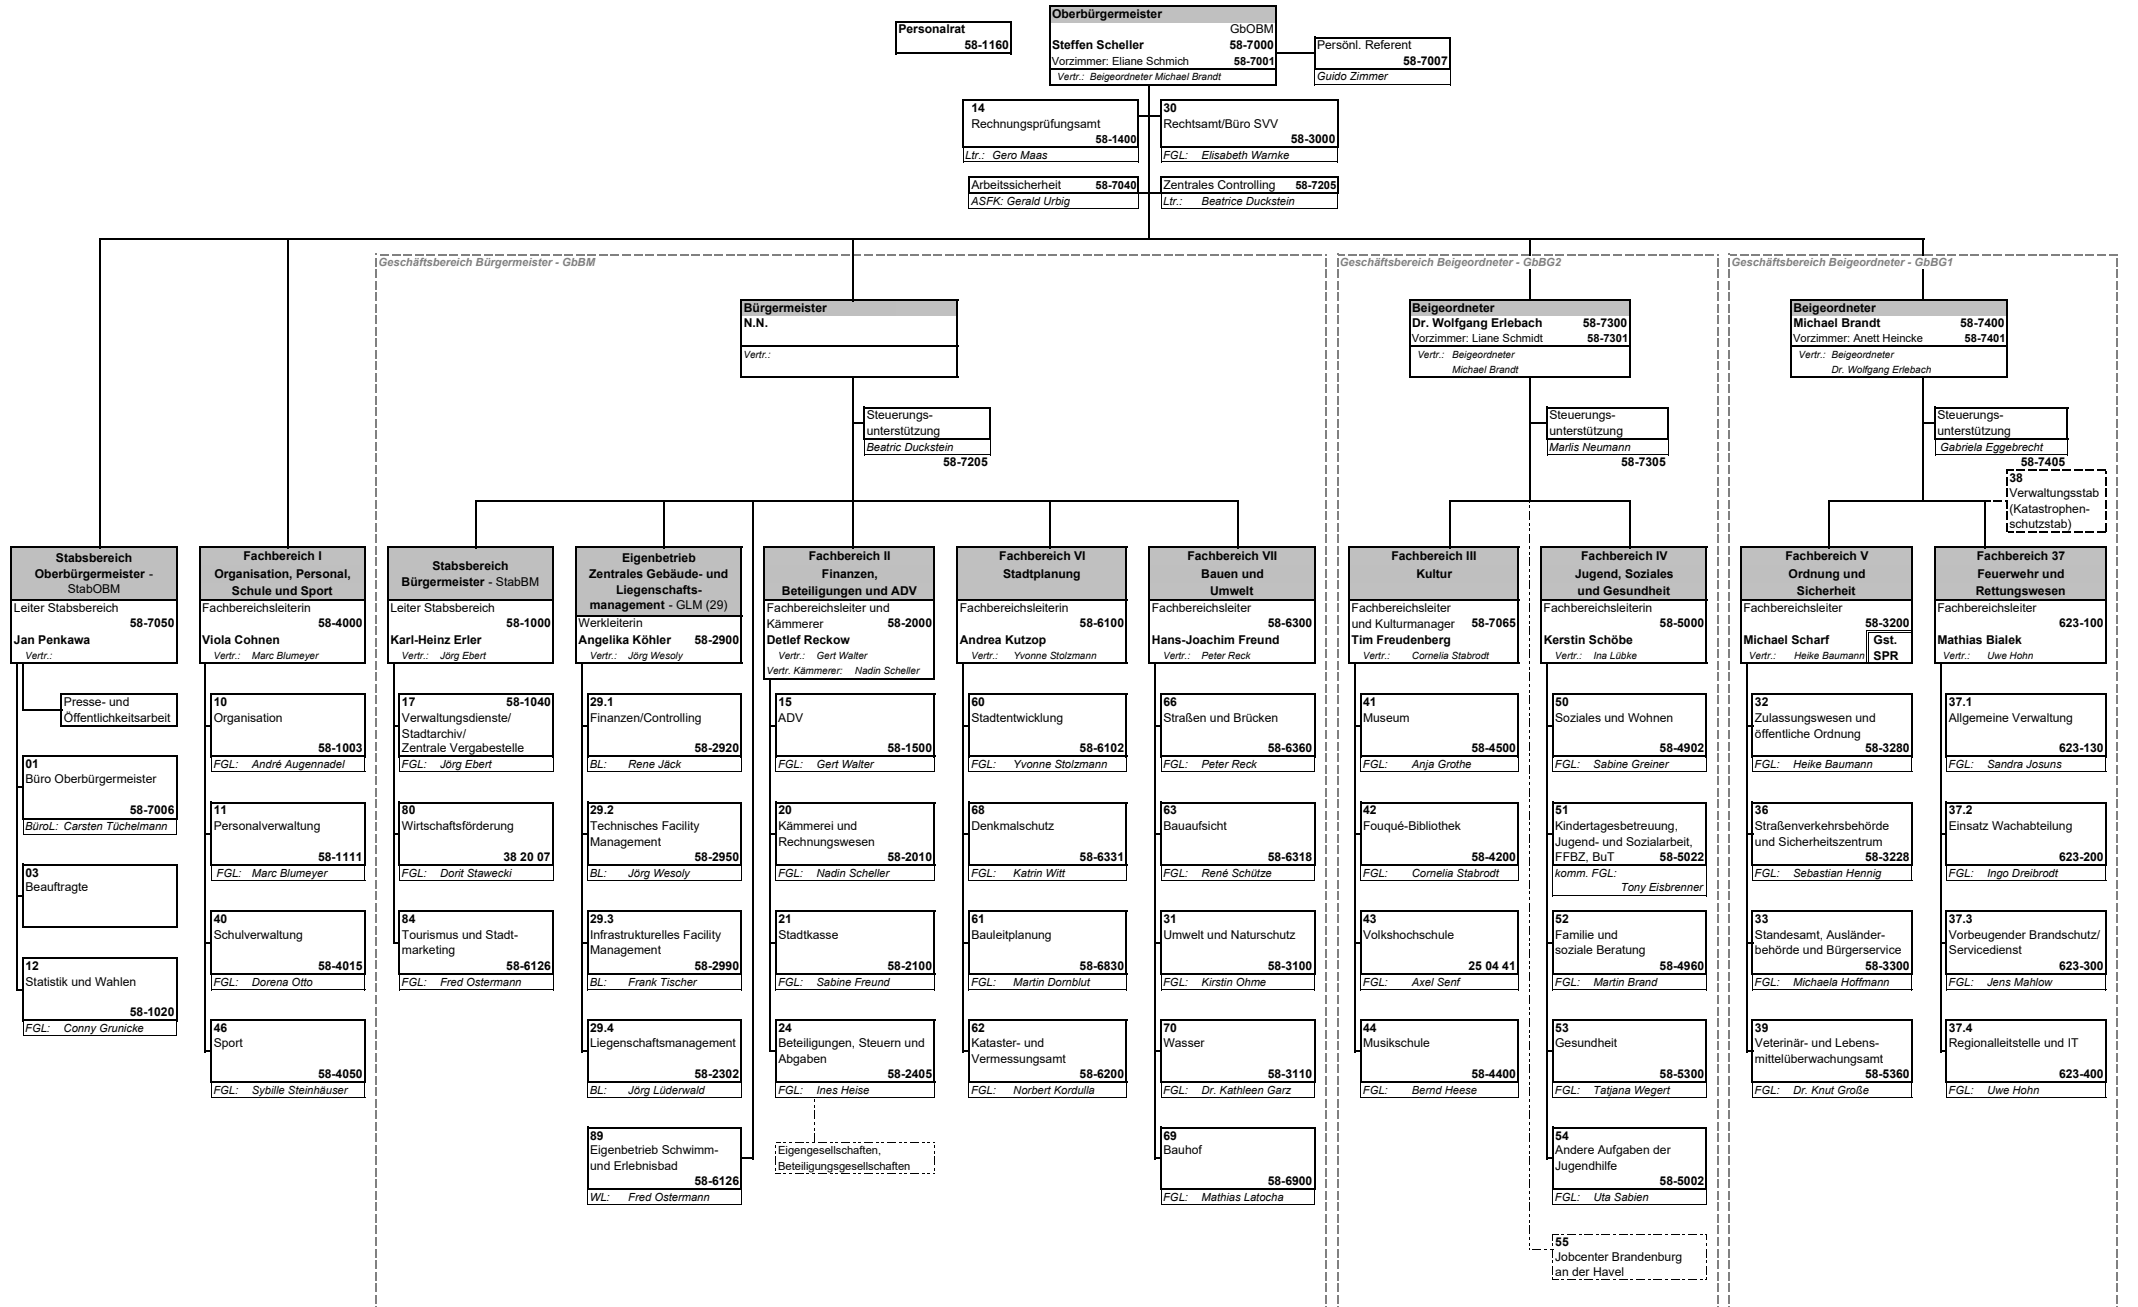 Personalrat
58-1160
Oberbürgermeister
GbOBM
Steffen Scheller 58-7000
Vorzimmer: Eliane Schmich 58-7001
Vertr.: Beigeordneter Michael Brandt
Persönl. Referent
58-7007
Guido Zimmer
14
Rechnungsprüfungsamt
58-1400
Ltr.: Gero Maas
30
Rechtsamt/Büro SVV
58-3000
FGL: Elisabeth Warnke
Arbeitssicherheit 58-7040
ASFK: Gerald Urbig
Zentrales Controlling 58-7205
Ltr.: Beatrice Duckstein
Geschäftsbereich Bürgermeister - GbBM
Geschäftsbereich Beigeordneter - GbBG2
Geschäftsbereich Beigeordneter - GbBG1
Bürgermeister
N.N.
Vertr.:
Beigeordneter
Dr. Wolfgang Erlebach 58-7300
Vorzimmer: Liane Schmidt 58-7301
Vertr.: Beigeordneter
Michael Brandt
Beigeordneter
Michael Brandt 58-7400
Vorzimmer: Anett Heincke 58-7401
Vertr.: Beigeordneter
Dr. Wolfgang Erlebach
Steuerungs-
unterstützung
Beatric Duckstein
58-7205
Steuerungs-
unterstützung
Marlis Neumann
58-7305
Steuerungs-
unterstützung
Gabriela Eggebrecht
58-7405
38
Verwaltungsstab
(Katastrophen-
schutzstab)
Stabsbereich
Oberbürgermeister -
StabOBM
Leiter Stabsbereich
58-7050
Jan Penkawa
Vertr.:
Presse- und
Öffentlichkeitsarbeit
01
Büro Oberbürgermeister
58-7006
BüroL: Carsten Tüchelmann
03
Beauftragte
12
Statistik und Wahlen
58-1020
FGL: Conny Grunicke
Fachbereich I
Organisation, Personal,
Schule und Sport
Fachbereichsleiterin
58-4000
Viola Cohnen
Vertr.: Marc Blumeyer
10
Organisation
58-1003
FGL: André Augennadel
11
Personalverwaltung
58-1111
FGL: Marc Blumeyer
40
Schulverwaltung
58-4015
FGL: Dorena Otto
46
Sport
58-4050
FGL: Sybille Steinhäuser
Stabsbereich
Bürgermeister - StabBM
Leiter Stabsbereich
58-1000
Karl-Heinz Erler
Vertr.: Jörg Ebert
17 58-1040
Verwaltungsdienste/
Stadtarchiv/
Zentrale Vergabestelle
FGL: Jörg Ebert
80
Wirtschaftsförderung
38 20 07
FGL: Dorit Stawecki
84
Tourismus und Stadt-
marketing
58-6126
FGL: Fred Ostermann
Eigenbetrieb
Zentrales Gebäude- und
Liegenschafts-
management - GLM (29)
Werkleiterin
Angelika Köhler 58-2900
Vertr.: Jörg Wesoly
29.1
Finanzen/Controlling
58-2920
BL: Rene Jäck
29.2
Technisches Facility
Management
58-2950
BL: Jörg Wesoly
29.3
Infrastrukturelles Facility
Management
58-2990
BL: Frank Tischer
29.4
Liegenschaftsmanagement
58-2302
BL: Jörg Lüderwald
89
Eigenbetrieb Schwimm-
und Erlebnisbad
58-6126
WL: Fred Ostermann
Fachbereich II
Finanzen,
Beteiligungen und ADV
Fachbereichsleiter und
Kämmerer 58-2000
Detlef Reckow
Vertr.: Gert Walter
Vertr. Kämmerer: Nadin Scheller
15
ADV
58-1500
FGL: Gert Walter
20
Kämmerei und
Rechnungswesen
58-2010
FGL: Nadin Scheller
21
Stadtkasse
58-2100
FGL: Sabine Freund
24
Beteiligungen, Steuern und
Abgaben
58-2405
FGL: Ines Heise
Eigengesellschaften,
Beteiligungsgesellschaften
Fachbereich VI
Stadtplanung
Fachbereichsleiterin
58-6100
Andrea Kutzop
Vertr.: Yvonne Stolzmann
60
Stadtentwicklung
58-6102
FGL: Yvonne Stolzmann
68
Denkmalschutz
58-6331
FGL: Katrin Witt
61
Bauleitplanung
58-6830
FGL: Martin Dornblut
62
Kataster- und
Vermessungsamt
58-6200
FGL: Norbert Kordulla
Fachbereich VII
Bauen und
Umwelt
Fachbereichsleiter
58-6300
Hans-Joachim Freund
Vertr.: Peter Reck
66
Straßen und Brücken
58-6360
FGL: Peter Reck
63
Bauaufsicht
58-6318
FGL: René Schütze
31
Umwelt und Naturschutz
58-3100
FGL: Kirstin Ohme
70
Wasser
58-3110
FGL: Dr. Kathleen Garz
69
Bauhof
58-6900
FGL: Mathias Latocha
Fachbereich III
Kultur
Fachbereichsleiter
und Kulturmanager 58-7065
Tim Freudenberg
Vertr.: Cornelia Stabrodt
41
Museum
58-4500
FGL: Anja Grothe
42
Fouqué-Bibliothek
58-4200
FGL: Cornelia Stabrodt
43
Volkshochschule
25 04 41
FGL: Axel Senf
44
Musikschule
58-4400
FGL: Bernd Heese
Fachbereich IV
Jugend, Soziales
und Gesundheit
Fachbereichsleiterin
58-5000
Kerstin Schöbe
Vertr.: Ina Lübke
50
Soziales und Wohnen
58-4902
FGL: Sabine Greiner
51
Kindertagesbetreuung,
Jugend- und Sozialarbeit,
FFBZ, BuT 58-5022
komm. FGL:
Tony Eisbrenner
52
Familie und
soziale Beratung
58-4960
FGL: Martin Brand
53
Gesundheit
58-5300
FGL: Tatjana Wegert
54
Andere Aufgaben der
Jugendhilfe
58-5002
FGL: Uta Sabien
55
Jobcenter Brandenburg
an der Havel
Fachbereich V
Ordnung und
Sicherheit
Fachbereichsleiter
58-3200
Michael Scharf Gst.
Vertr.: Heike Baumann SPR
32
Zulassungswesen und
öffentliche Ordnung
58-3280
FGL: Heike Baumann
36
Straßenverkehrsbehörde
und Sicherheitszentrum
58-3228
FGL: Sebastian Hennig
33
Standesamt, Ausländer-
behörde und Bürgerservice
58-3300
FGL: Michaela Hoffmann
39
Veterinär- und Lebens-
mittelüberwachungsamt
58-5360
FGL: Dr. Knut Große
Fachbereich 37
Feuerwehr und
Rettungswesen
Fachbereichsleiter
623-100
Mathias Bialek
Vertr.: Uwe Hohn
37.1
Allgemeine Verwaltung
623-130
FGL: Sandra Josuns
37.2
Einsatz Wachabteilung
623-200
FGL: Ingo Dreibrodt
37.3
Vorbeugender Brandschutz/
Servicedienst
623-300
FGL: Jens Mahlow
37.4
Regionalleitstelle und IT
623-400
FGL: Uwe Hohn